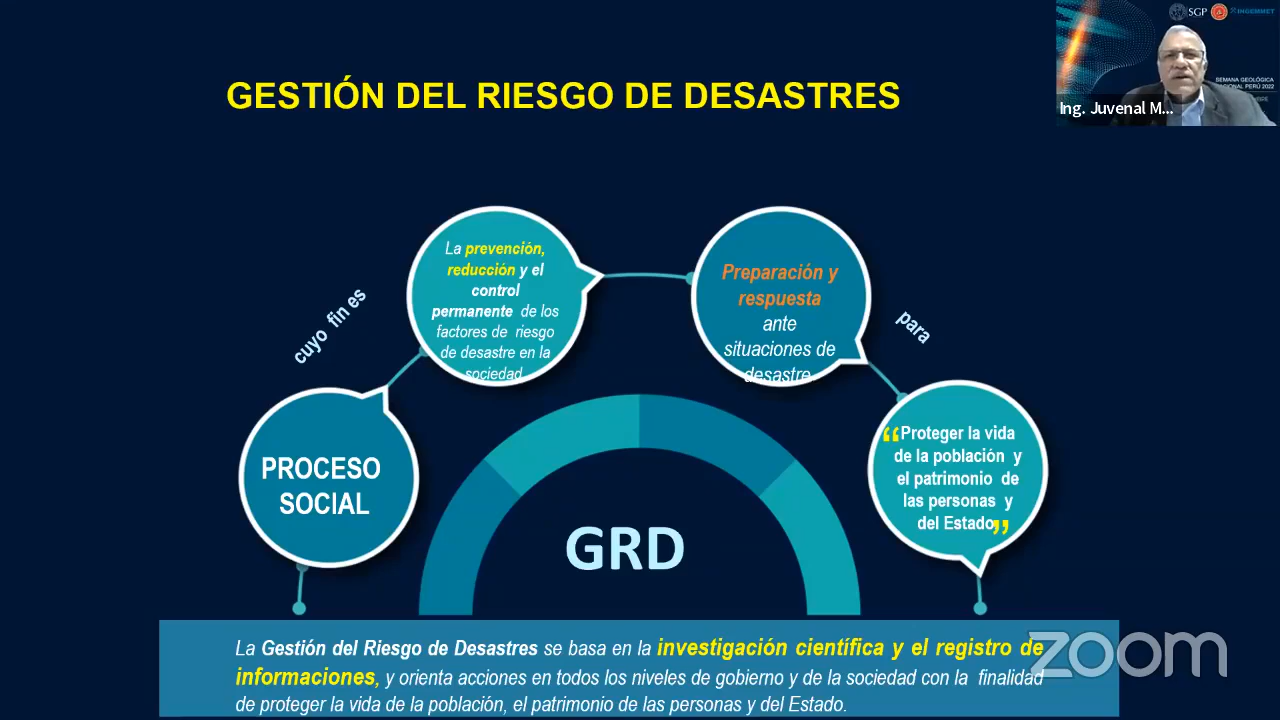 SGP INGEMMET
SEMANA GEOLÓGICA
NACIONAL PERÚ 2022
Ing. Juvenal M...
GESTIÓN DEL RIESGO DE DESASTRES
cuyo fin es
La prevención,
reducción y el
control
permanente de los
factores de riesgo
de desastre en la
sociedad
Preparación y
respuesta
ante
situaciones de
desastre
para
PROCESO
SOCIAL
“Proteger la vida
de la población y
el patrimonio de
las personas y
del Estado”
GRD
La Gestión del Riesgo de Desastres se basa en la investigación científica y el registro de
informaciones, y orienta acciones en todos los niveles de gobierno y de la sociedad con la finalidad
de proteger la vida de la población, el patrimonio de las personas y del Estado.
zoom